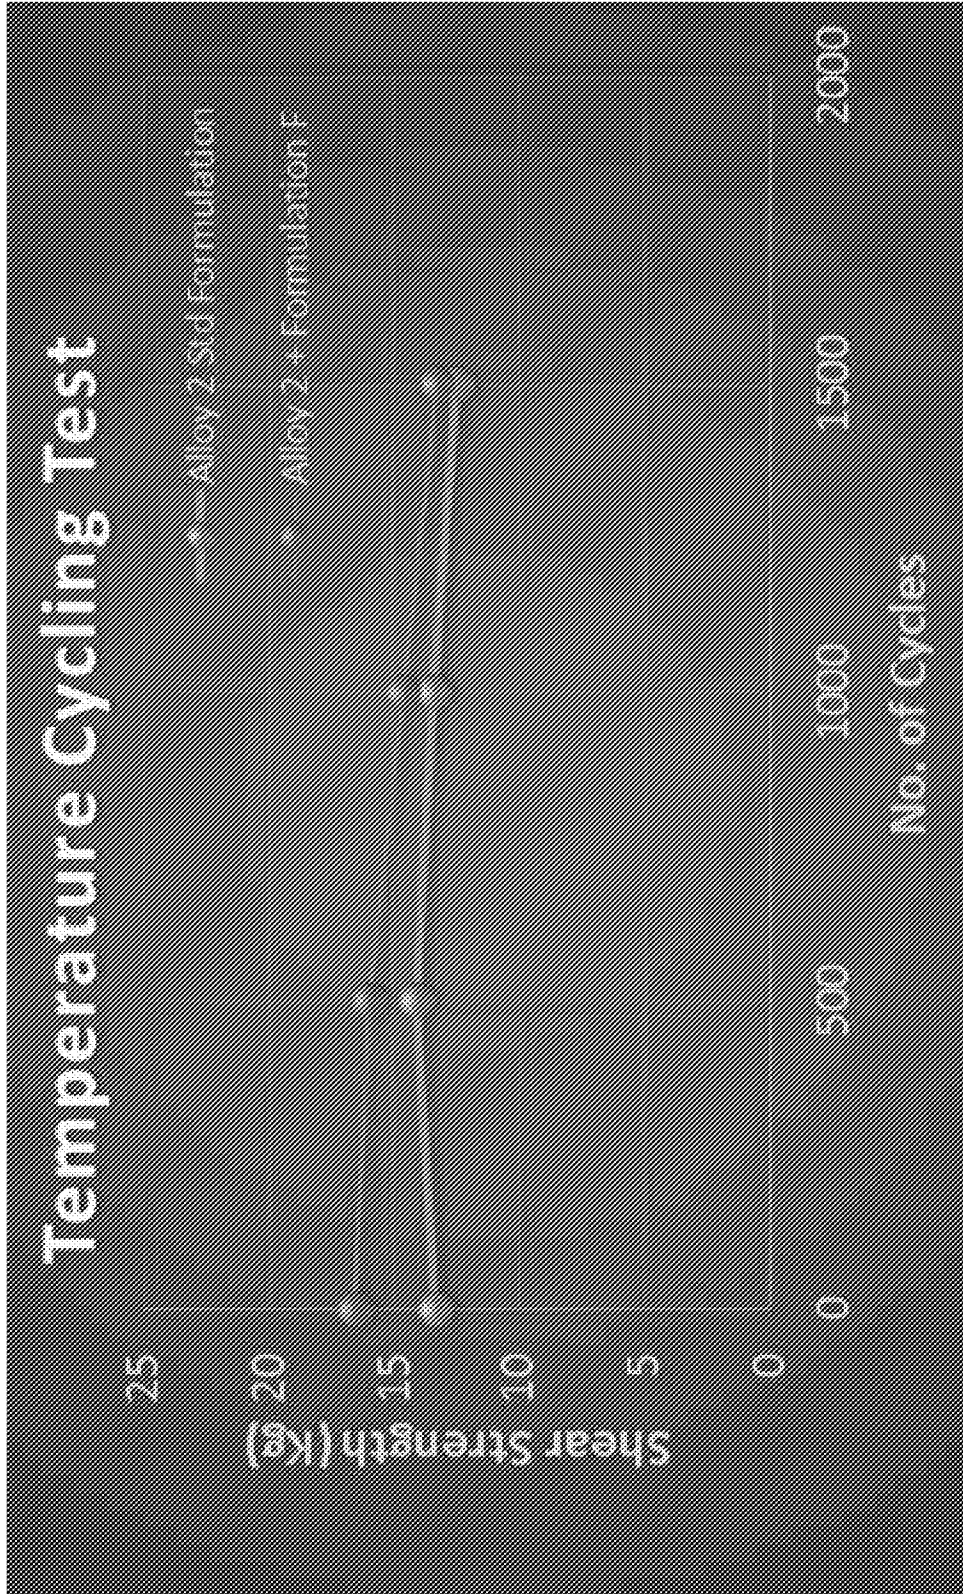 Temperature Cycling Test
Alloy 2 Std Formulation
Alloy 2 + Formulation F
Shear Strength (Kg)
25
20
15
10
5
0
0
500
1000
1500
2000
No. of Cycles